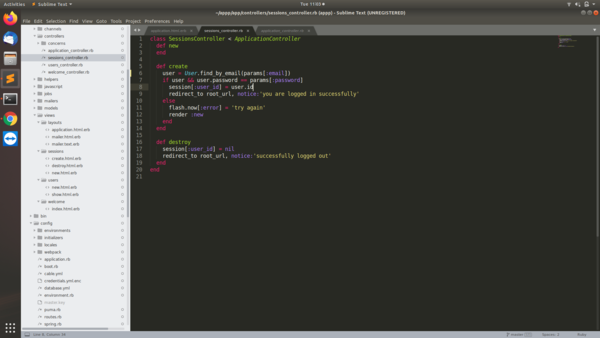 Activities
Sublime Text
Tue 11:03
~/appp/app/controllers/sessions_controller.rb (appp) - Sublime Text (UNREGISTERED)
File Edit Selection Find View Goto Tools Project Preferences Help
sessions_controller.rb
channels
controllers
concerns
application_controller.rb
sessions_controller.rb
users_controller.rb
welcome_controller.rb
helpers
javascript
jobs
mailers
models
views
layouts
application.html.erb
mailer.html.erb
mailer.text.erb
sessions
create.html.erb
destroy.html.erb
new.html.erb
users
new.html.erb
show.html.erb
welcome
index.html.erb
bin
config
environments
initializers
locales
webpack
application.rb
boot.rb
cable.yml
credentials.yml.enc
database.yml
environment.rb
master.key
puma.rb
routes.rb
spring.rb
1 class SessionsController < ApplicationController
2 def new
3 end
4
5 def create
6 user = User.find_by_email(params[:email])
7 if user && user.password == params[:password]
8 session[:user_id] = user.id
9 redirect_to root_url, notice:'you are logged in successfully'
10 else
11 flash.now[:error] = 'try again'
12 render :new
13 end
14 end
15
16 def destroy
17 session[:user_id] = nil
18 redirect_to root_url, notice:'successfully logged out'
19 end
20 end
21
master
Ruby